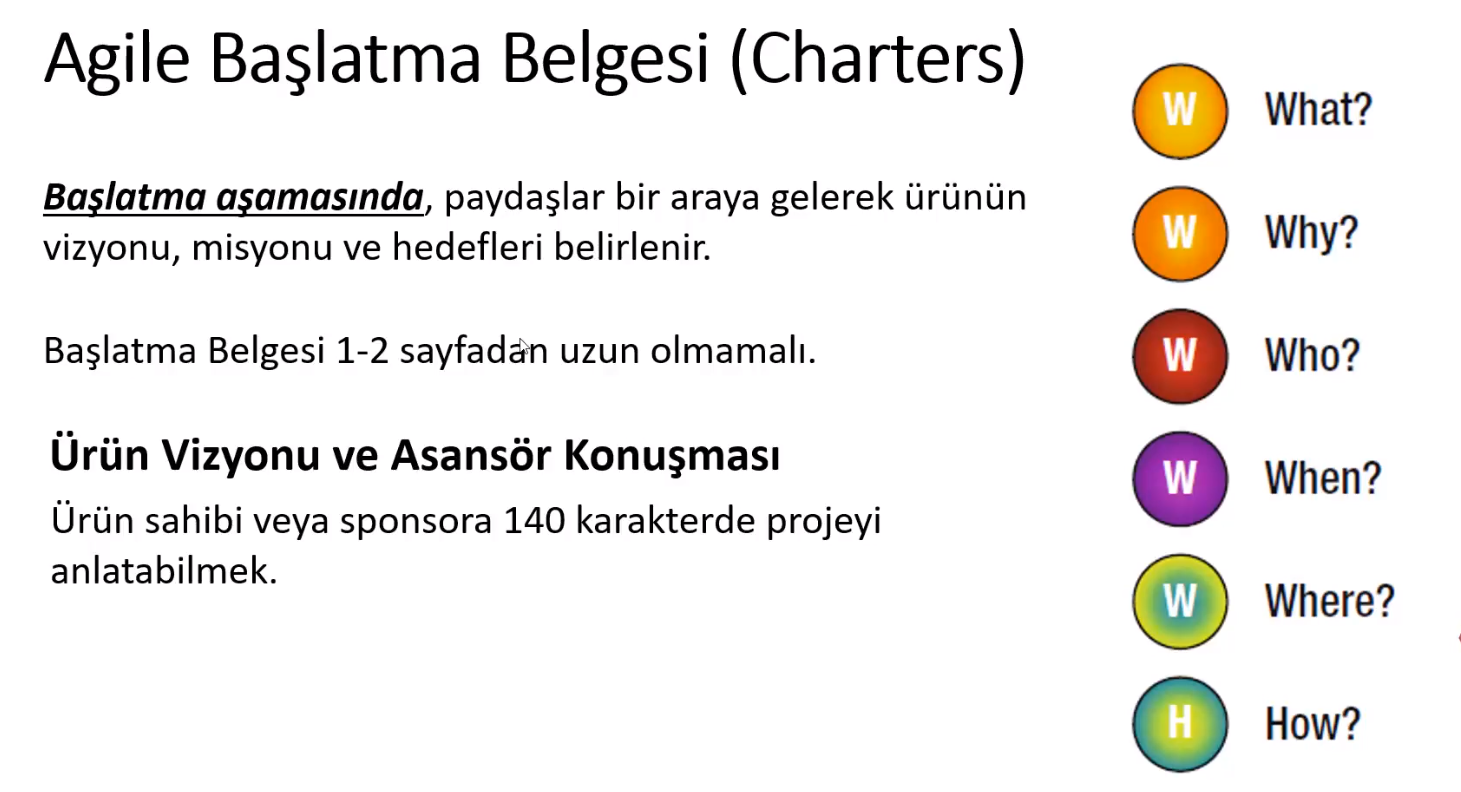 Agile Başlatma Belgesi (Charters)
Başlatma aşamasında, paydaşlar bir araya gelerek ürünün
vizyonu, misyonu ve hedefleri belirlenir.
Başlatma Belgesi 1-2 sayfadan uzun olmamalı.
Ürün Vizyonu ve Asansör Konuşması
Ürün sahibi veya sponsora 140 karakterde projeyi
anlatabilmek.
W What?
W Why?
W Who?
W When?
W Where?
H How?